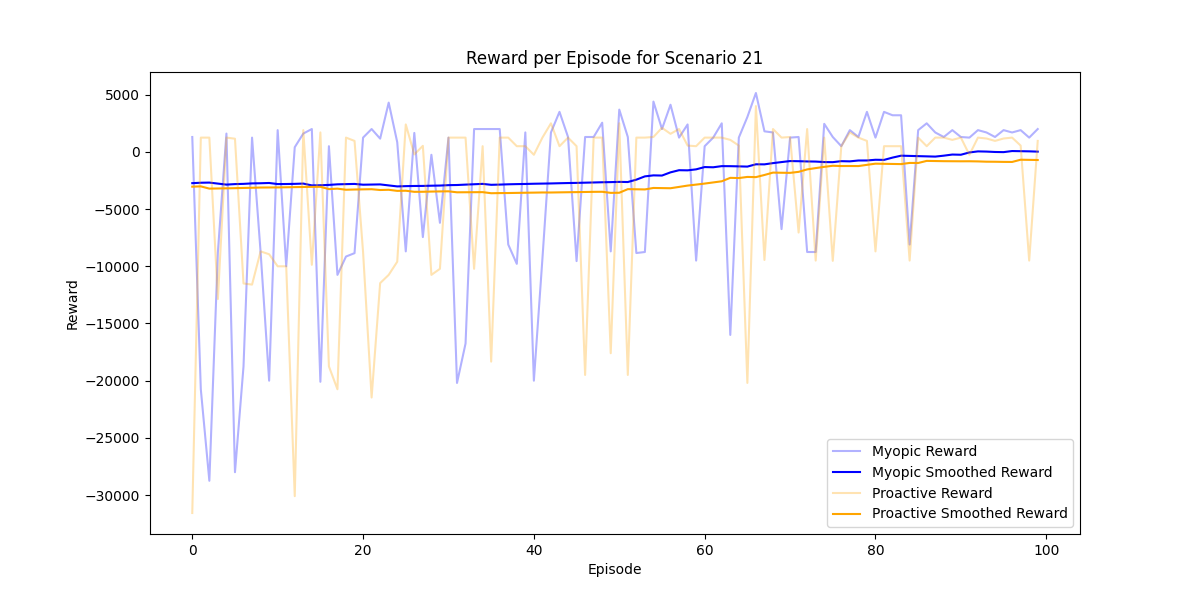 Reward per Episode for Scenario 21
Reward
5000
0
−5000
−10000
−15000
−20000
−25000
−30000
0
20
40
60
80
100
Episode
Myopic Reward
Myopic Smoothed Reward
Proactive Reward
Proactive Smoothed Reward